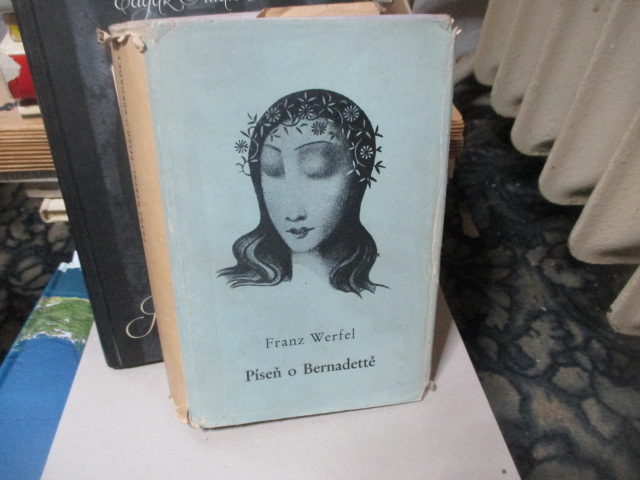 Franz Werfel
Píseň o Bernadettě